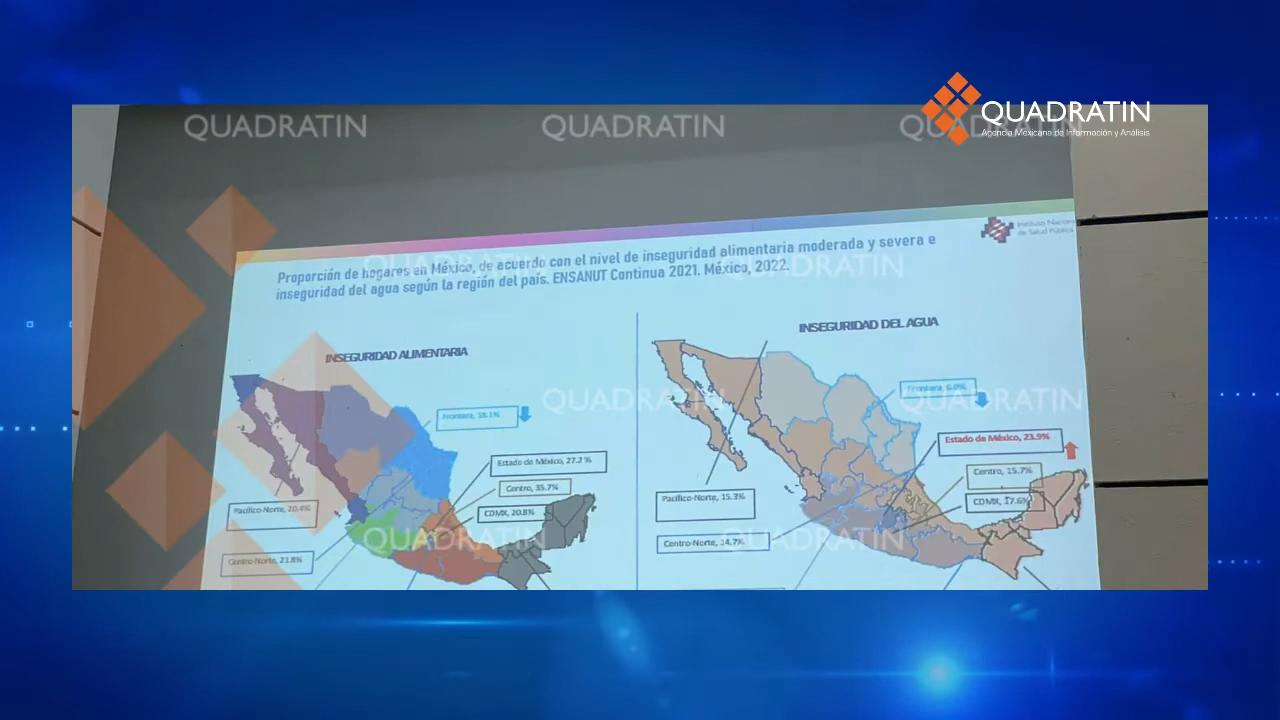 QUADRATIN
Agencia Mexicana de Información y Análisis
QUADRATIN
QUADRATIN
QUADRATIN
Instituto Nacional
de Salud Pública
Proporción de hogares en México, de acuerdo con el nivel de inseguridad alimentaria moderada y severa e
inseguridad del agua según la región del país. ENSANUT Continua 2021. México, 2022.
QUADRATIN
QUADRATIN
INSEGURIDAD ALIMENTARIA
INSEGURIDAD DEL AGUA
QUADRATIN
QUADRATIN
Frontera,
Estado de México, 27.2 %
Centro, 35.7%
CDMX, 20.8%
Pacífico-Norte, 20.4%
Centro-Norte, 21.8%
Frontera,
Estado de México, 23.9%
Centro, 15.7%
CDMX, 17.6%
Pacífico-Norte, 15.3%
Centro-Norte, 14.7%
QUADRATIN
QUADRATIN